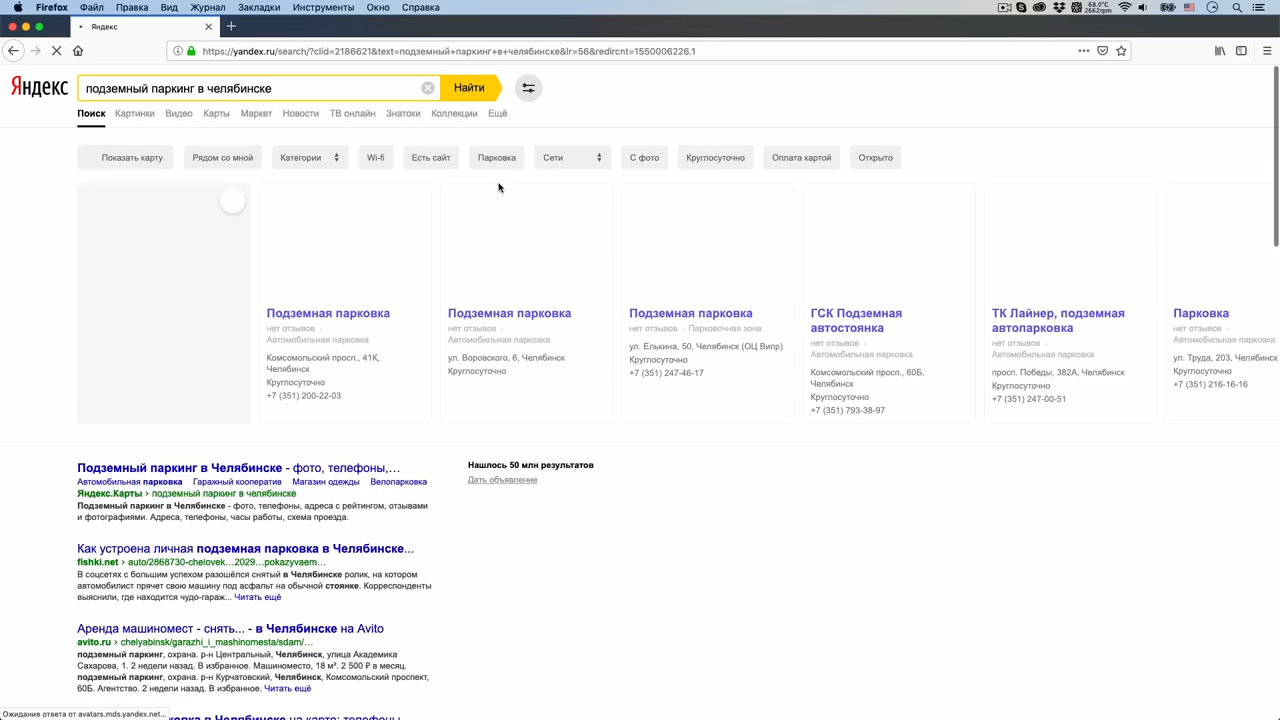 Firefox Файл Правка Вид Журнал Закладки Инструменты Окно Справка
68.0°C
2662rpm
Яндекс
https://yandex.ru/search/?clid=2186621&text=подземный+паркинг+в+челябинске&lr=56&redircnt=1550006226.1
Яндекс
подземный паркинг в челябинске
Найти
Поиск Картинки Видео Карты Маркет Новости ТВ онлайн Знатоки Коллекции Ещё
Показать карту Рядом со мной Категории Wi-fi Есть сайт Парковка Сети С фото Круглосуточно Оплата картой Открыто
Подземная парковка
нет отзывов ·
Автомобильная парковка
Комсомольский просп., 41К,
Челябинск
Круглосуточно
+7 (351) 200-22-03
Подземная парковка
нет отзывов ·
Автомобильная парковка
ул. Воровского, 6, Челябинск
Круглосуточно
Подземная парковка
нет отзывов · Парковочная зона
ул. Елькина, 50, Челябинск (ОЦ Випр)
Круглосуточно
+7 (351) 247-46-17
ГСК Подземная
автостоянка
нет отзывов ·
Автомобильная парковка
Комсомольский просп., 60Б,
Челябинск
Круглосуточно
+7 (351) 793-38-97
ТК Лайнер, подземная
автопарковка
нет отзывов ·
Автомобильная парковка
просп. Победы, 382А, Челябинск
Круглосуточно
+7 (351) 247-00-51
Парковка
нет отзывов ·
Автомобильная парковка
ул. Труда, 203, Челябинск
Круглосуточно
+7 (351) 216-16-16
Подземный паркинг в Челябинске - фото, телефоны,...
Автомобильная парковка Гаражный кооператив Магазин одежды Велопарковка
Яндекс.Карты › подземный паркинг в челябинске
Подземный паркинг в Челябинске - фото, телефоны, адреса с рейтингом, отзывами
и фотографиями. Адреса, телефоны, часы работы, схема проезда.
Нашлось 50 млн результатов
Дать объявление
Как устроена личная подземная парковка в Челябинске...
fishki.net › auto/2868730-chelovek...2029...pokazyvaem...
В соцсетях с большим успехом разошёлся снятый в Челябинске ролик, на котором
автомобилист прячет свою машину под асфальт на обычной стоянке. Корреспонденты
выяснили, где находится чудо-гараж... Читать ещё
Аренда машиномест - снять... - в Челябинске на Avito
avito.ru › chelyabinsk/garazhi_i_mashinomesta/sdam/...
подземный паркинг, охрана. р-н Центральный, Челябинск, улица Академика
Сахарова, 1. 2 недели назад. В избранное. Машиноместо, 18 м². 2 500 ₽ в месяц.
подземный паркинг, охрана. р-н Курчатовский, Челябинск, Комсомольский проспект,
60Б. Агентство. 2 недели назад. В избранное. Читать ещё
Ожидание ответа от avatars.mds.yandex.net...
в Челябинске на карте: телефоны